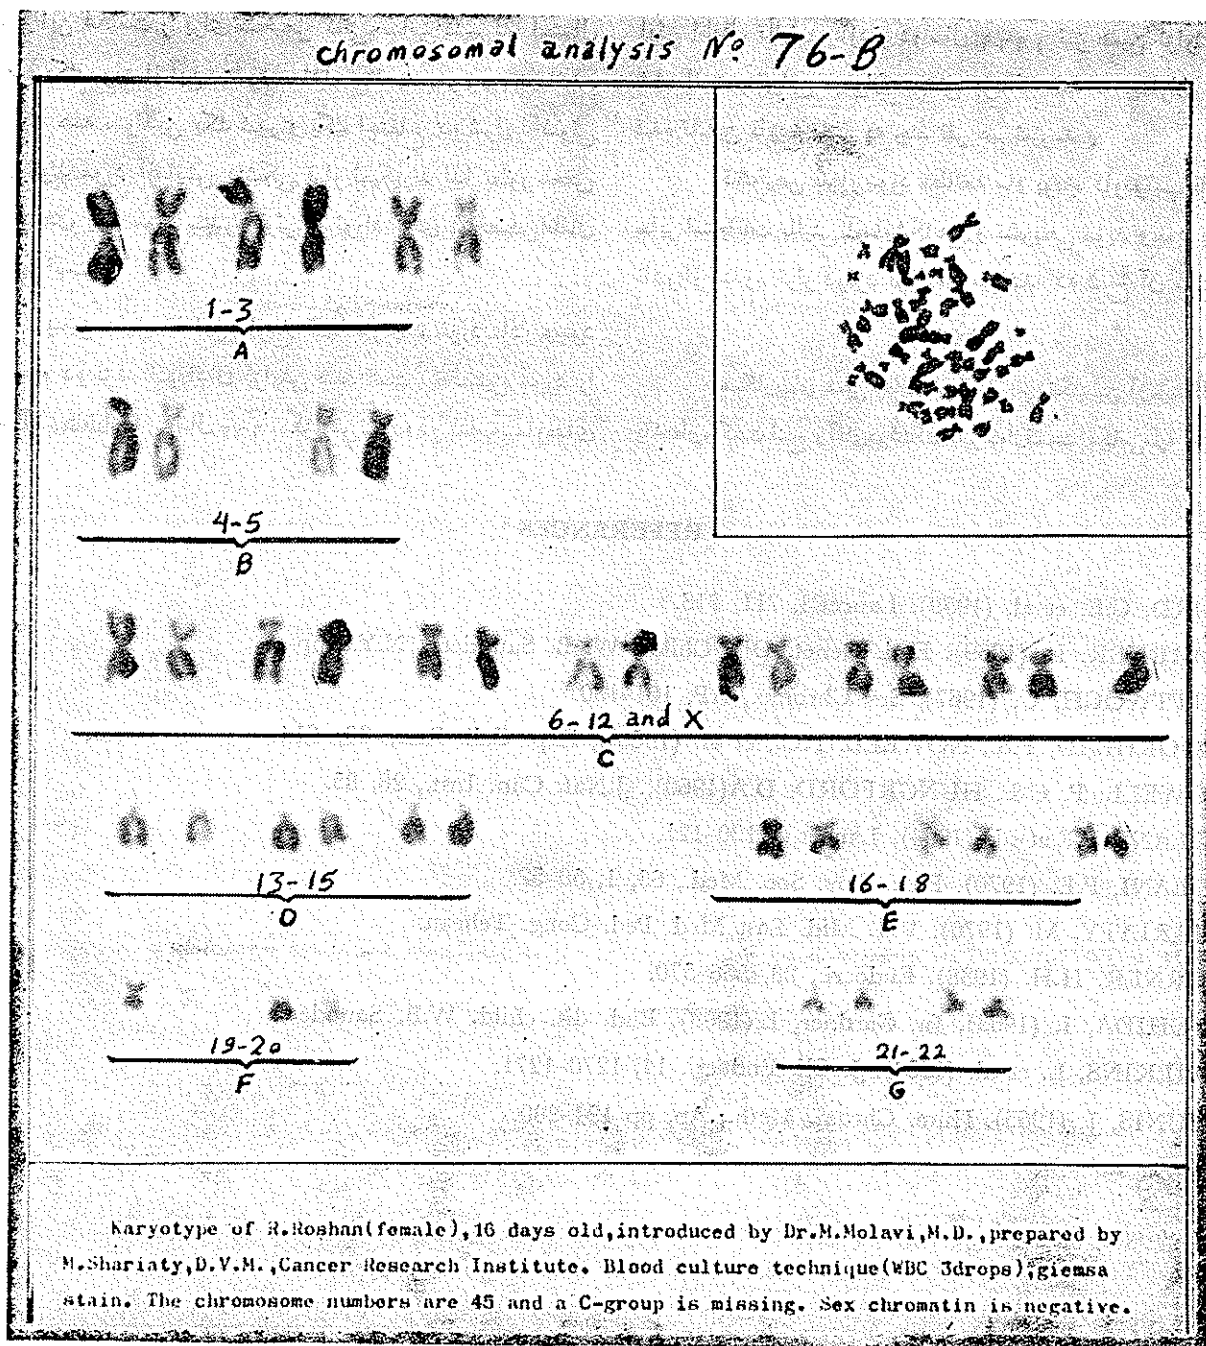 chromosomal analysis No. 76-B
1-3
A
4-5
B
6-12 and X
C
13-15
D
16-18
E
19-20
F
21-22
G
Karyotype of R.Roshan(female),16 days old,introduced by Dr.M.Molavi,M.D.,prepared by
M.Shariaty,D.V.M.,Cancer Research Institute. Blood culture technique(WBC 3drops),giemsa
stain. The chromosome numbers are 45 and a C-group is missing. Sex chromatin is negative.